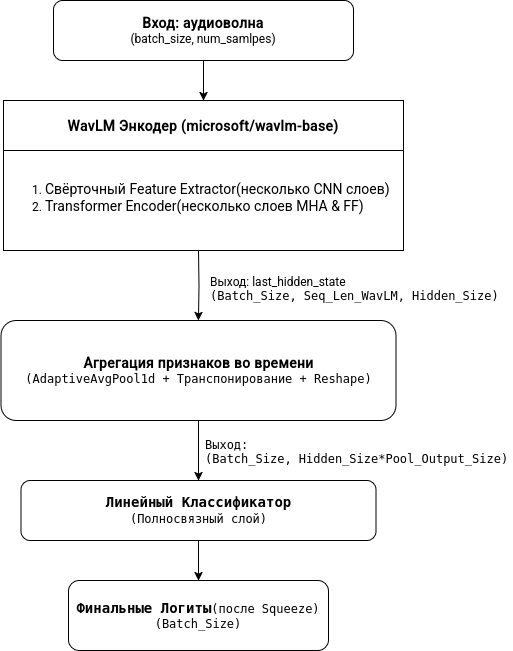 Вход: аудиоволна
(batch_size, num_samlpes)
WavLM Энкодер (microsoft/wavlm-base)
1. Свёрточный Feature Extractor(несколько CNN слоев)
2. Transformer Encoder(несколько слоев MHA & FF)
Выход: last_hidden_state
(Batch_Size, Seq_Len_WavLM, Hidden_Size)
Агрегация признаков во времени
(AdaptiveAvgPool1d + Транспонирование + Reshape)
Выход:
(Batch_Size, Hidden_Size*Pool_Output_Size)
Линейный Классификатор
(Полносвязный слой)
Финальные Логиты(после Squeeze)
(Batch_Size)